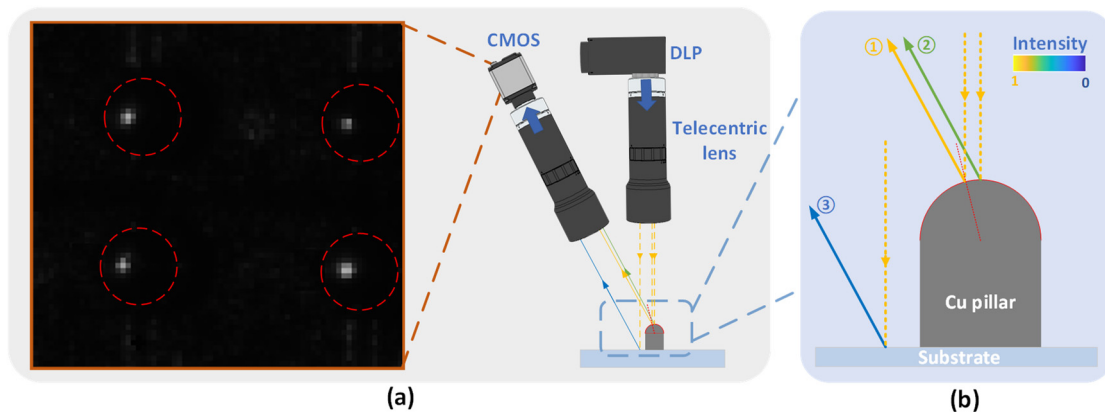 CMOS
DLP
Telecentric
lens
(a)
① ②
Intensity
1 0
③
Cu pillar
Substrate
(b)